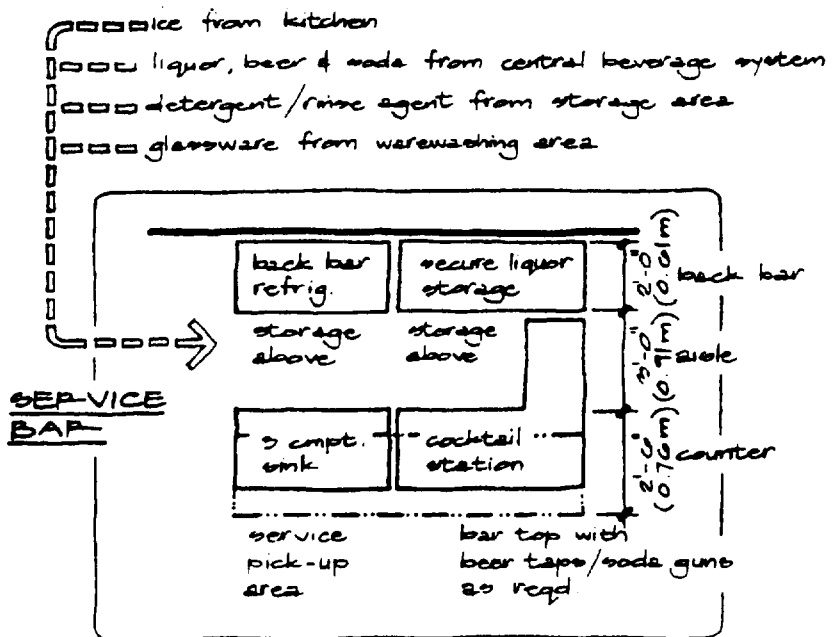 ice from kitchen
liquor, beer & soda from central beverage system
detergent/rinse agent from storage area
glassware from warewashing area
back bar
refrig.
secure liquor
storage
storage
above
storage
above
2'-0"
(0.61m)
back bar
3'-0"
(0.91m)
aisle
SERVICE
BAR
3 cmpt.
sink
cocktail
station
2'-6"
(0.76m)
counter
service
pick-up
area
bar top with
beer taps/soda guns
as reqd.